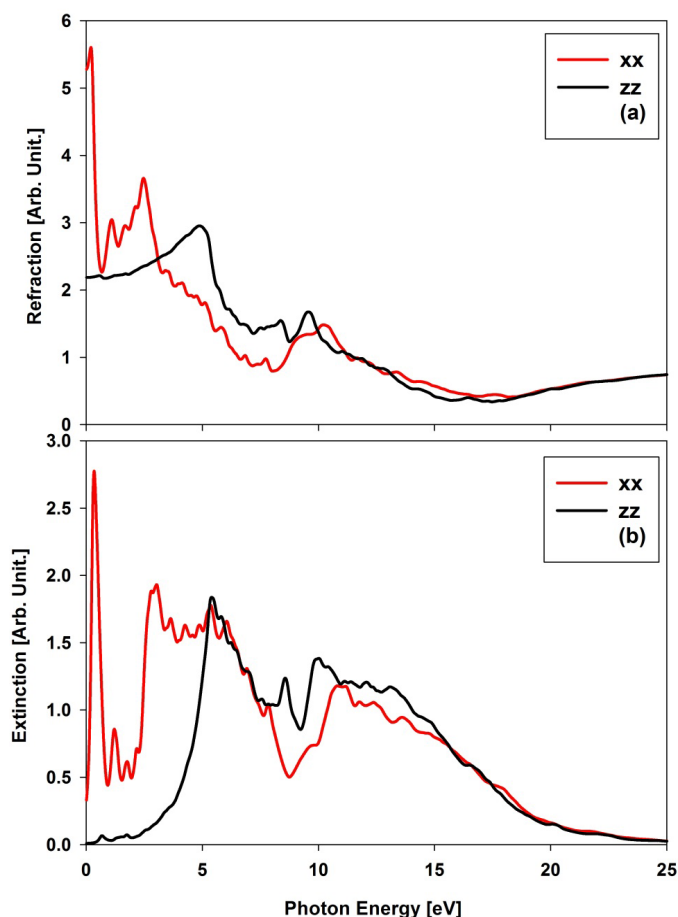 6
5
4
3
2
1
0
Refraction [Arb. Unit.]
xx
zz
(a)
3.0
2.5
2.0
1.5
1.0
0.5
0.0
Extinction [Arb. Unit.]
xx
zz
(b)
0 5 10 15 20 25
Photon Energy [eV]